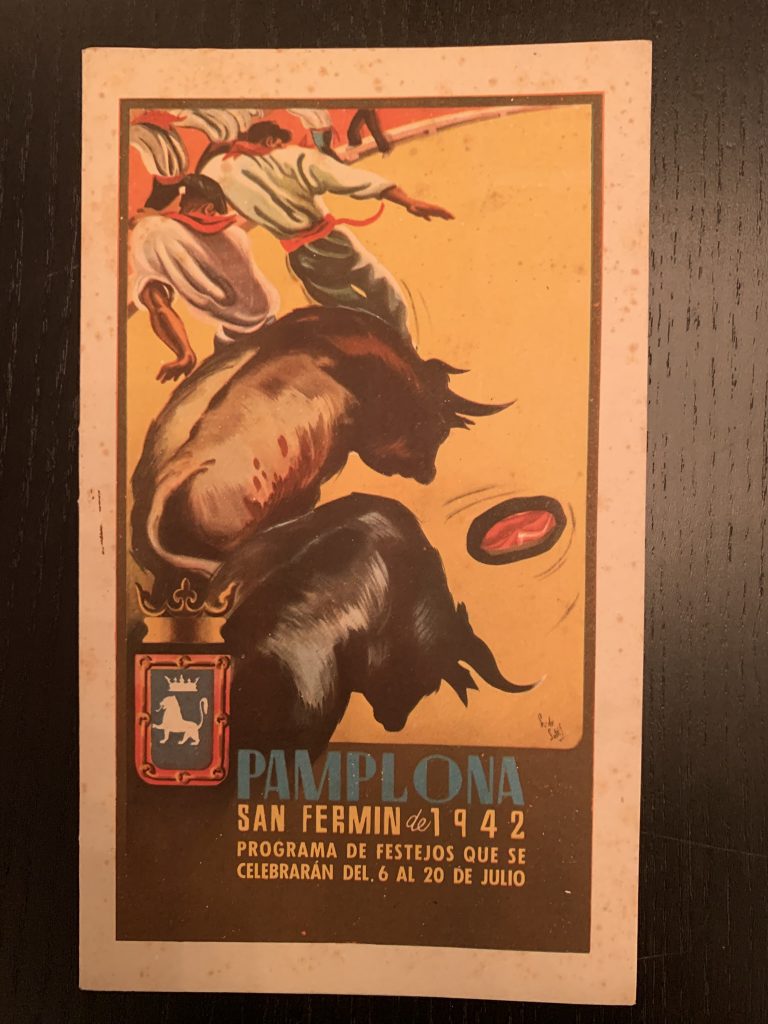 PAMPLONA
SAN FERMIN de 1942
PROGRAMA DE FESTEJOS QUE SE
CELEBRARÁN DEL. 6 AL 20 DE JULIO